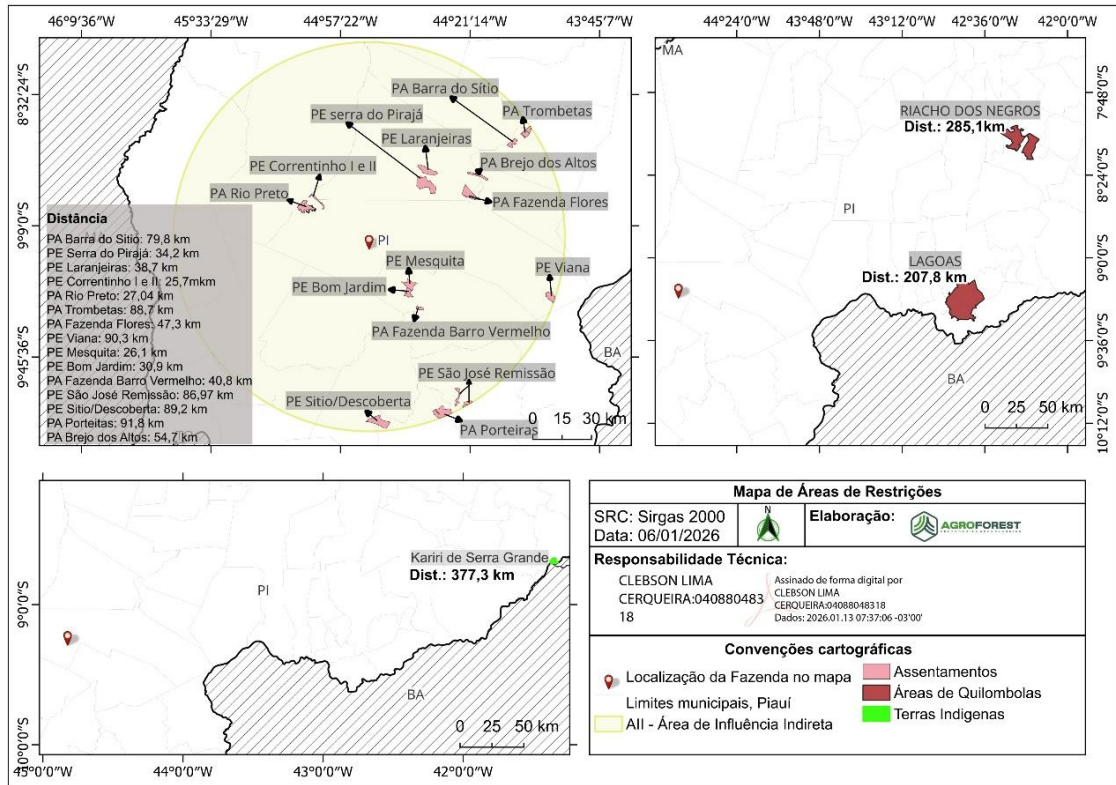 46°9'36"W 45°33'29"W 44°57'22"W 44°21'14"W 43°45'7"W
8°32'24"S
9°9'0"S
9°45'36"S
PA Barra do Sítio
PA Trombetas
PE serra do Pirajá
PE Laranjeiras
PE Correntinho I e II
PA Brejo dos Altos
PA Rio Preto
PA Fazenda Flores
PI
PE Mesquita
PE Viana
PE Bom Jardim
PA Fazenda Barro Vermelho
BA
PE São José Remissão
PE Sitio/Descoberta
PA Porteiras
0 15 30 km
Distância
MA
PA Barra do Sitio: 79,8 km
PE Serra do Pirajá: 34,2 km
PE Laranjeiras: 38,7 km
PE Correntinho I e II: 25,7mkm
PA Rio Preto: 27,04 km
PA Trombetas: 88,7 km
PA Fazenda Flores: 47,3 km
PE Viana: 90,3 km
PE Mesquita: 26,1 km
PE Bom Jardim: 30,9 km
PA Fazenda Barro Vermelho: 40,8 km
PE São José Remissão: 86,97 km
PE Sitio/Descoberta: 89,2 km
PA Porteitas: 91,8 km
PA Brejo dos Altos: 54,7 km
44°24'0"W 43°48'0"W 43°12'0"W 42°36'0"W 42°0'0"W
MA
7°48'0"S
8°24'0"S
9°0'0"S
9°36'0"S
10°12'0"S
RIACHO DOS NEGROS
Dist.: 285,1km
PI
LAGOAS
Dist.: 207,8 km
BA
0 25 50 km
Kariri de Serra Grande
Dist.: 377,3 km
PI
BA
0 25 50 km
9°0'0"S
10°0'0"S
45°0'0"W 44°0'0"W 43°0'0"W 42°0'0"W
Mapa de Áreas de Restrições
SRC: Sirgas 2000
Data: 06/01/2026
N
Elaboração:
AGROFOREST
Responsabilidade Técnica:
CLEBSON LIMA
CERQUEIRA:040880483
18
Assinado de forma digital por
CLEBSON LIMA
CERQUEIRA:04088048318
Dados: 2026.01.13 07:37:06 -03'00'
Convenções cartográficas
Localização da Fazenda no mapa
Limites municipais, Piauí
AII - Área de Influência Indireta
Assentamentos
Áreas de Quilombolas
Terras Indigenas